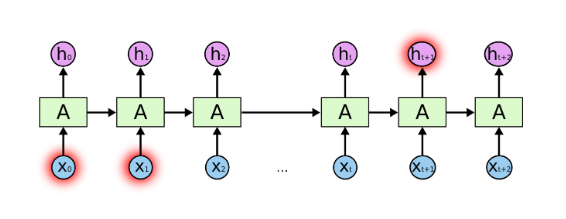 h₀ h₁ h₂ hₜ hₜ₊₁ hₜ₊₂
A A A A A A
x₀ x₁ x₂ ... xₜ xₜ₊₁ xₜ₊₂